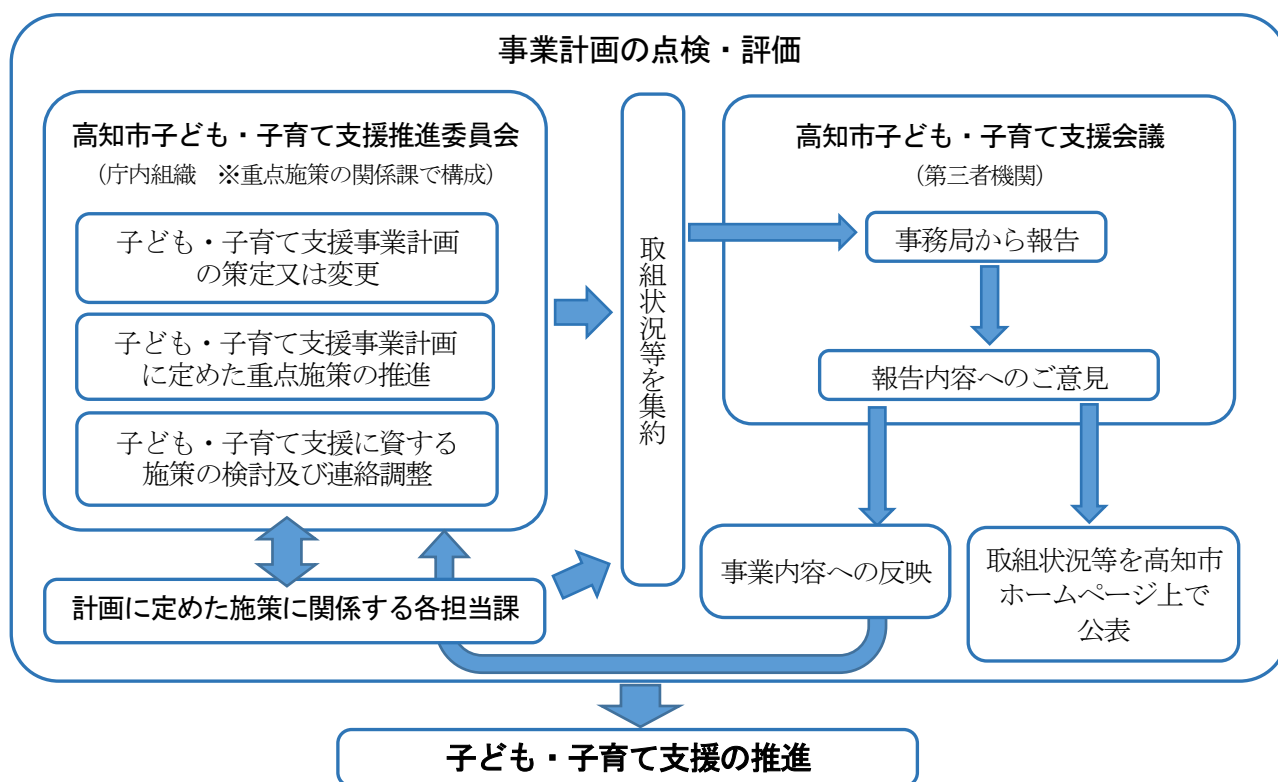 事業計画の点検・評価
高知市子ども・子育て支援推進委員会
（庁内組織　※重点施策の関係課で構成）
子ども・子育て支援事業計画
の策定又は変更
子ども・子育て支援事業計画
に定めた重点施策の推進
子ども・子育て支援に資する
施策の検討及び連絡調整
計画に定めた施策に関係する各担当課
取組状況等を集約
高知市子ども・子育て支援会議
（第三者機関）
事務局から報告
報告内容へのご意見
事業内容への反映
取組状況等を高知市
ホームページ上で
公表
子ども・子育て支援の推進